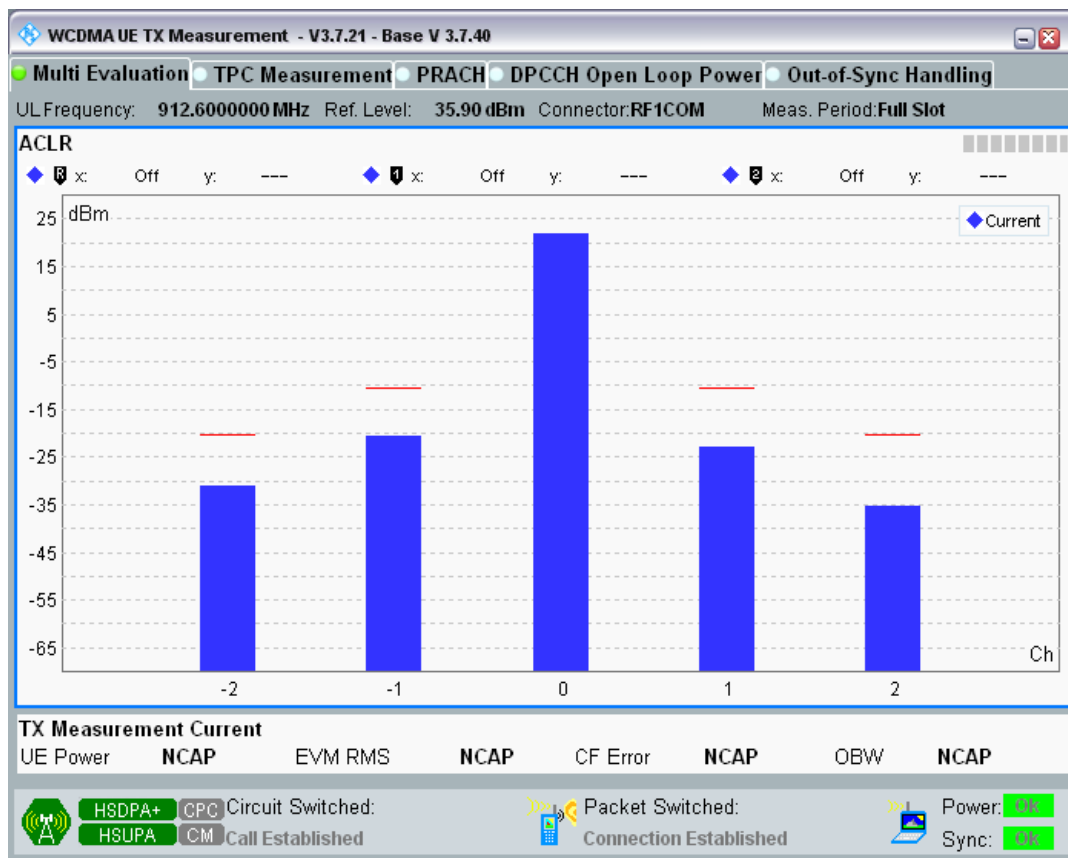 WCDMA UE TX Measurement - V3.7.21 - Base V 3.7.40
Multi Evaluation TPC Measurement PRACH DPCCH Open Loop Power Out-of-Sync Handling
UL Frequency: 912.6000000 MHz Ref. Level: 35.90 dBm Connector:RF1COM Meas. Period:Full Slot
ACLR
R x: Off y: --- 1 x: Off y: --- 2 x: Off y: ---
dBm
Current
25
15
5
-5
-15
-25
-35
-45
-55
-65
Ch
-2 -1 0 1 2
TX Measurement Current
UE Power NCAP EVM RMS NCAP CF Error NCAP OBW NCAP
HSDPA+ CPC Circuit Switched: Packet Switched: Power: OK
HSUPA CM Call Established Connection Established Sync: OK